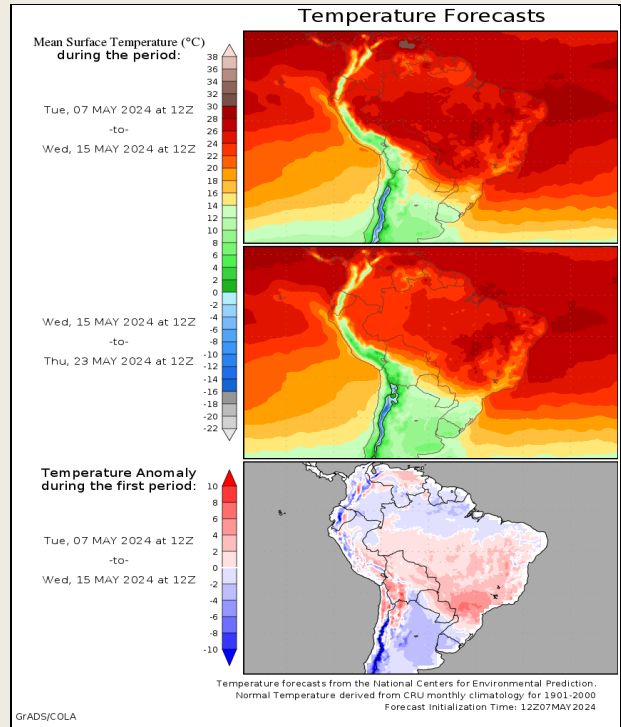 Temperature Forecasts
Mean Surface Temperature (°C)
during the period:
38
36
34
32
30
28
26
24
22
20
18
16
14
12
10
8
6
4
2
0
-2
-4
-6
-8
-10
-12
-14
-16
-18
-20
-22
Tue, 07 MAY 2024 at 12Z
-to-
Wed, 15 MAY 2024 at 12Z
Wed, 15 MAY 2024 at 12Z
-to-
Thu, 23 MAY 2024 at 12Z
Temperature Anomaly
during the first period:
10
8
6
4
2
0
-2
-4
-6
-8
-10
Tue, 07 MAY 2024 at 12Z
-to-
Wed, 15 MAY 2024 at 12Z
Temperature forecasts from the National Centers for Environmental Prediction.
Normal Temperature derived from CRU monthly climatology for 1901-2000
Forecast Initialization Time: 12Z07MAY2024
GrADS/COLA